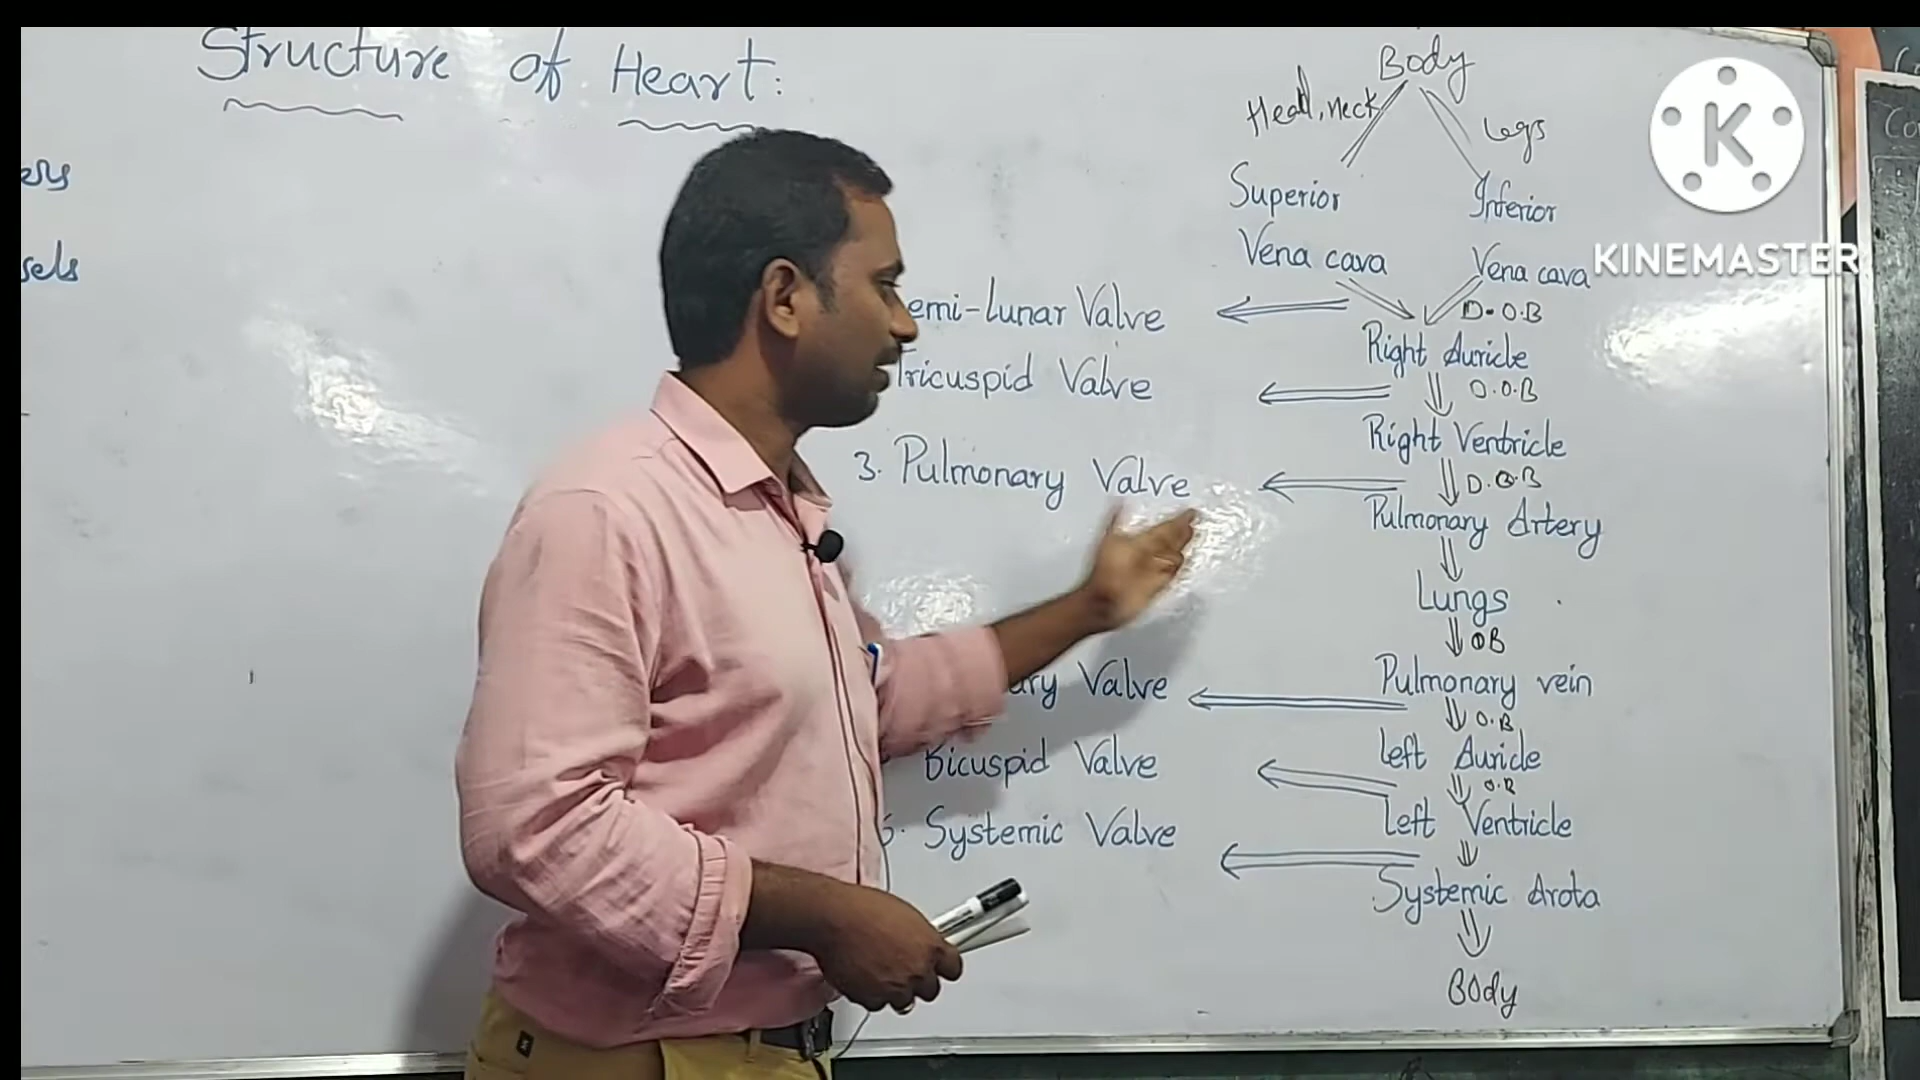 Structure of Heart:
sels
emi-Lunar Valve
Tricuspid Valve
3. Pulmonary Valve
ary Valve
Bicuspid Valve
6. Systemic Valve
Body
Head, neck
Legs
Superior
Vena cava
Inferior
Vena cava
D.O.B
Right Auricle
D.O.B
Right Ventricle
D.O.B
Pulmonary Artery
Lungs
OB
Pulmonary vein
O.B
Left Auricle
O.B
Left Ventricle
Systemic Arota
Body
K
KINEMASTER